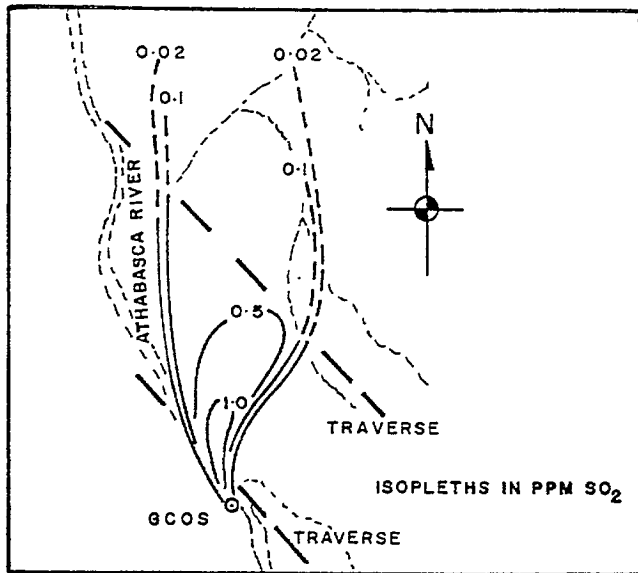 0.02
0.02
0.1
N
0.1
ATHABASCA RIVER
0.5
1.0
TRAVERSE
ISOPLETHS IN PPM SO2
GCOS
TRAVERSE